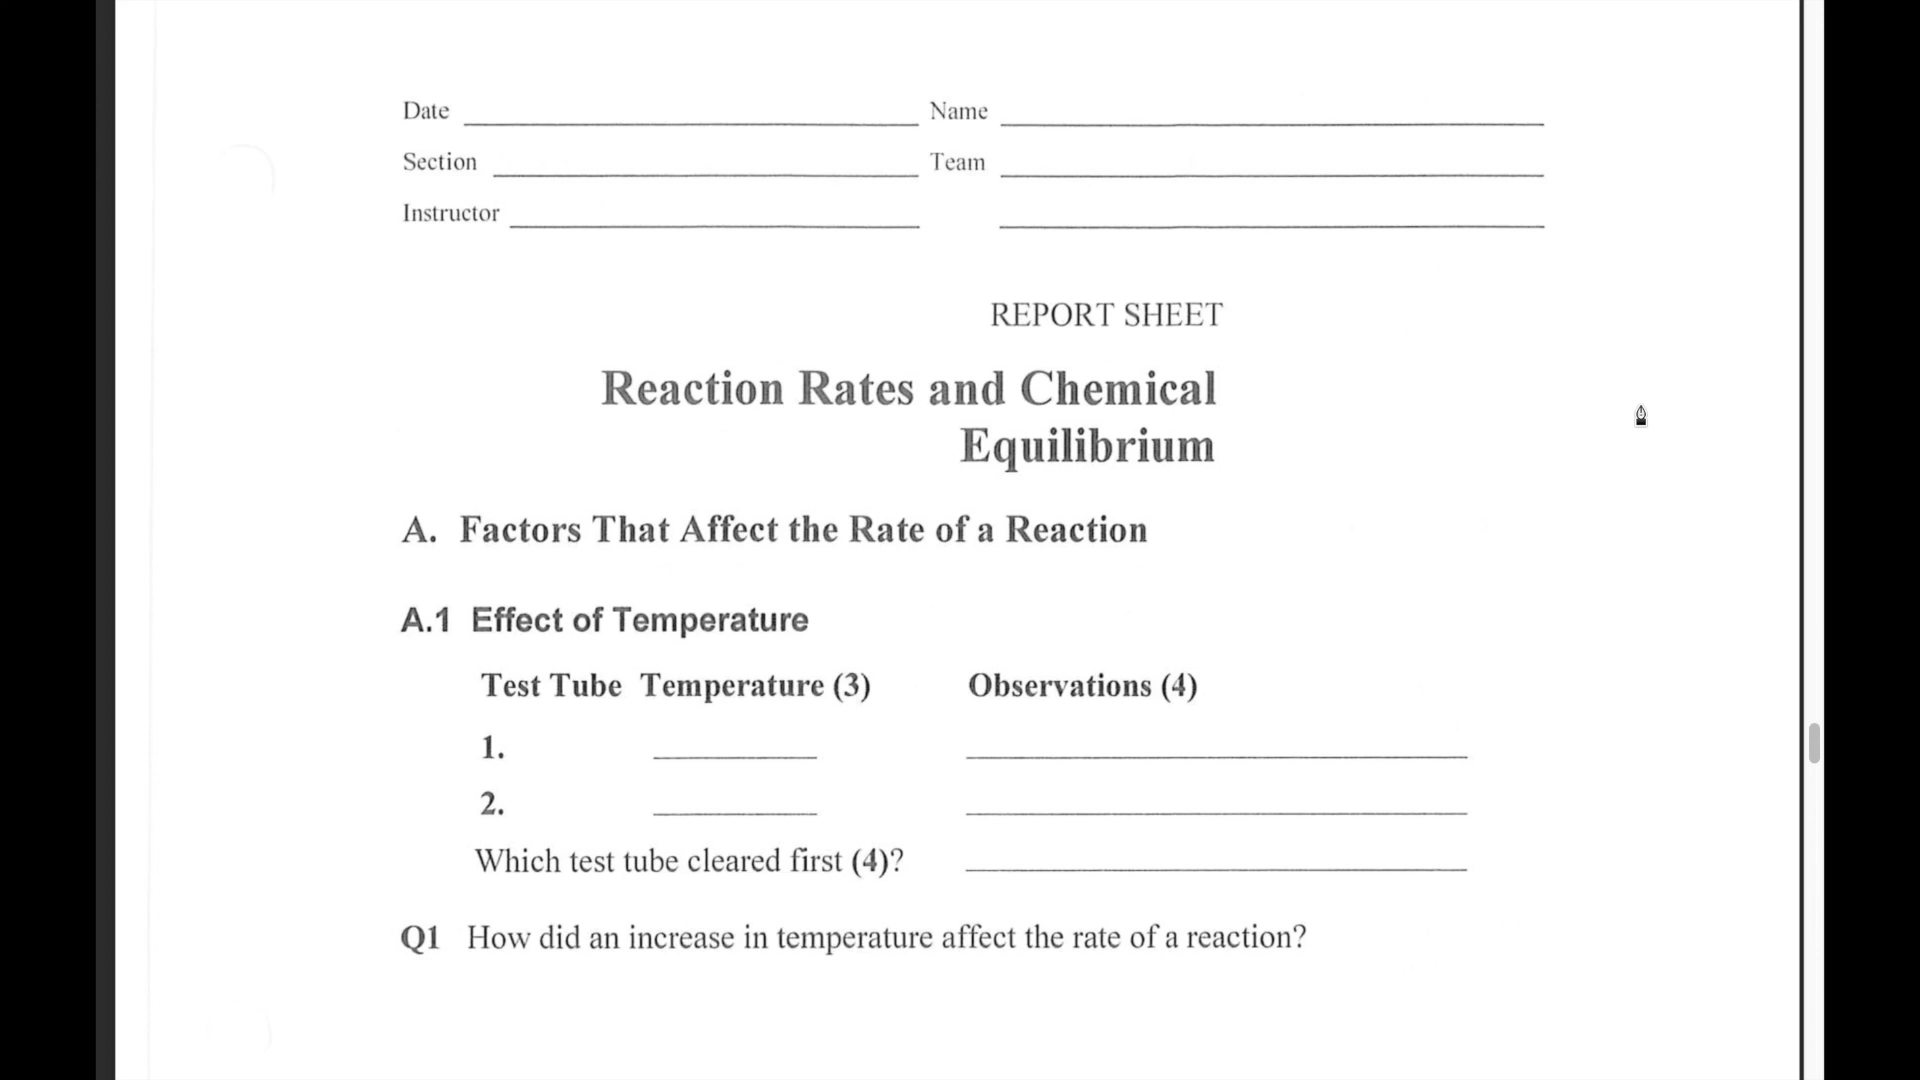 Date Name
Section Team
Instructor
REPORT SHEET
Reaction Rates and Chemical
Equilibrium
A. Factors That Affect the Rate of a Reaction
A.1 Effect of Temperature
Test Tube Temperature (3) Observations (4)
1.
2.
Which test tube cleared first (4)?
Q1 How did an increase in temperature affect the rate of a reaction?